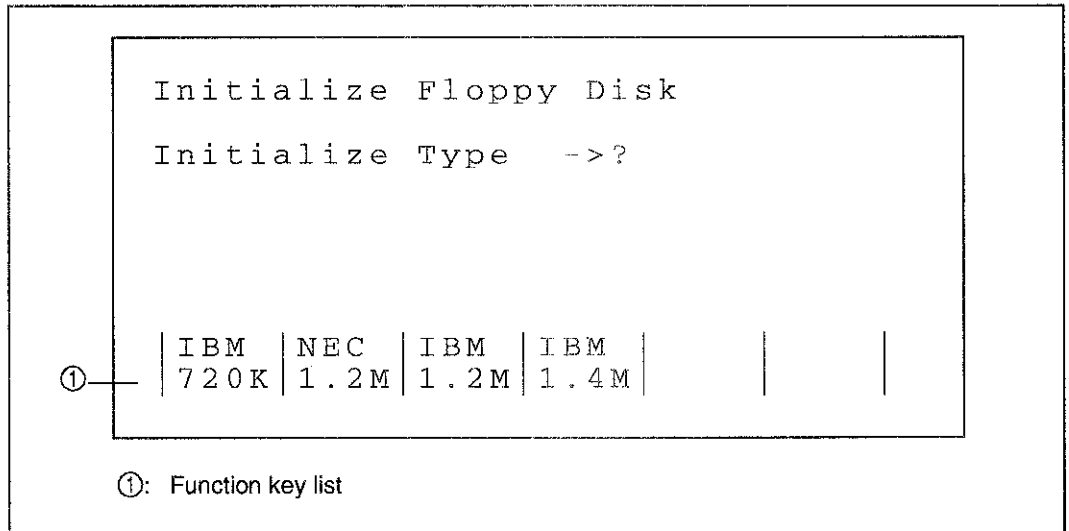 Initialize Floppy Disk
Initialize Type ->?
IBM NEC IBM IBM
① 720K 1.2M 1.2M 1.4M
①: Function key list